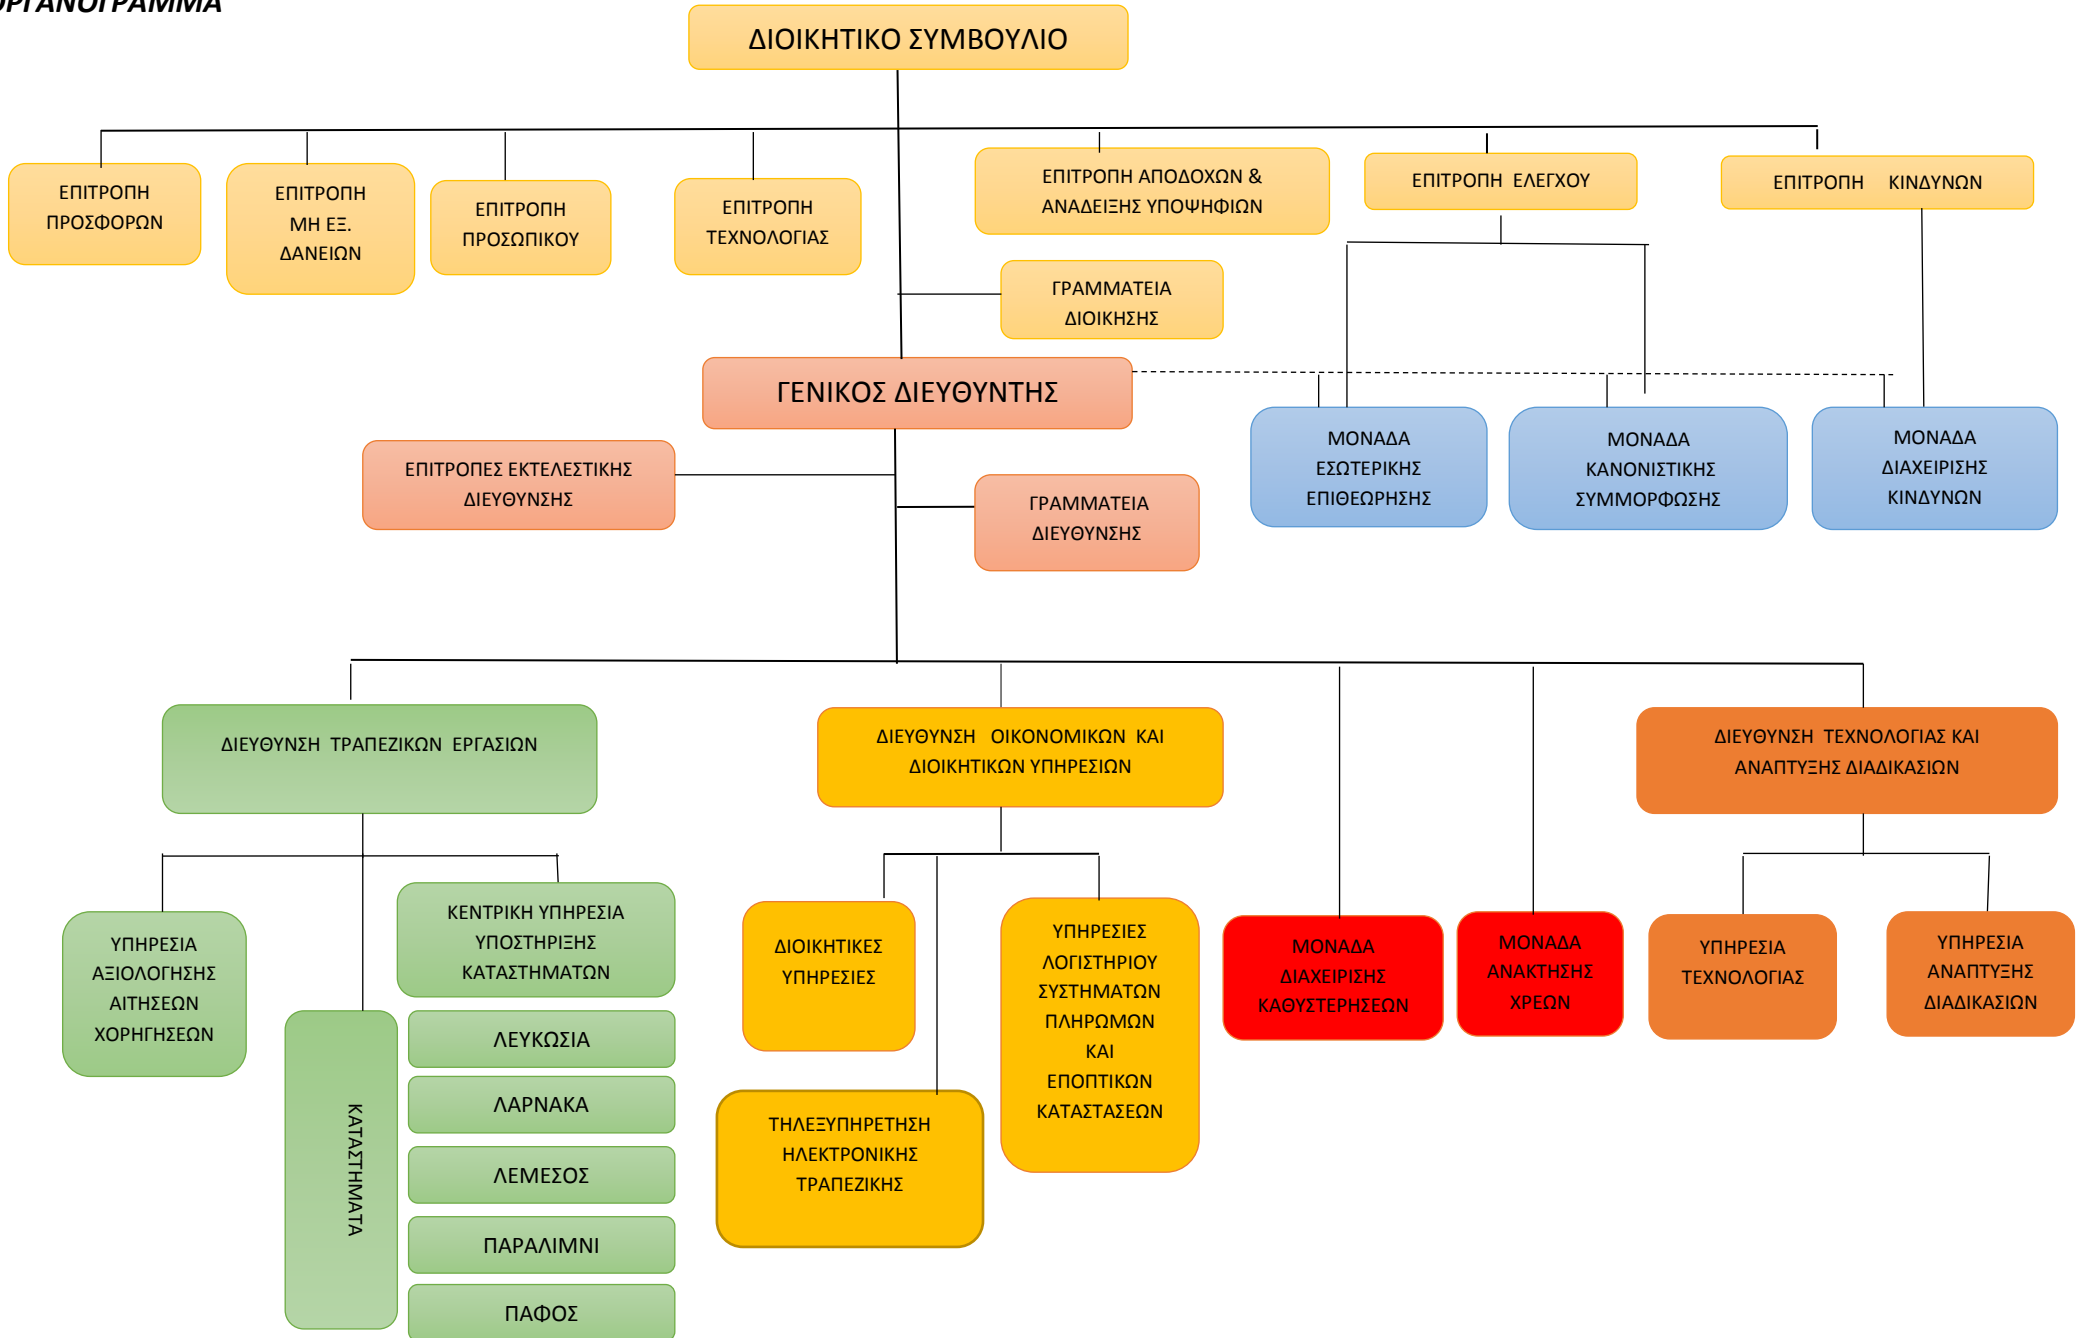 ΟΡΓΑΝΟΓΡΑΜΜΑ
ΔΙΟΙΚΗΤΙΚΟ ΣΥΜΒΟΥΛΙΟ
ΕΠΙΤΡΟΠΗ
ΠΡΟΣΦΟΡΩΝ
ΕΠΙΤΡΟΠΗ
ΜΗ ΕΞ.
ΔΑΝΕΙΩΝ
ΕΠΙΤΡΟΠΗ
ΠΡΟΣΩΠΙΚΟΥ
ΕΠΙΤΡΟΠΗ
ΤΕΧΝΟΛΟΓΙΑΣ
ΕΠΙΤΡΟΠΗ ΑΠΟΔΟΧΩΝ &
ΑΝΑΔΕΙΞΗΣ ΥΠΟΨΗΦΙΩΝ
ΕΠΙΤΡΟΠΗ ΕΛΕΓΧΟΥ
ΕΠΙΤΡΟΠΗ ΚΙΝΔΥΝΩΝ
ΓΡΑΜΜΑΤΕΙΑ
ΔΙΟΙΚΗΣΗΣ
ΓΕΝΙΚΟΣ ΔΙΕΥΘΥΝΤΗΣ
ΜΟΝΑΔΑ
ΕΣΩΤΕΡΙΚΗΣ
ΕΠΙΘΕΩΡΗΣΗΣ
ΜΟΝΑΔΑ
ΚΑΝΟΝΙΣΤΙΚΗΣ
ΣΥΜΜΟΡΦΩΣΗΣ
ΜΟΝΑΔΑ
ΔΙΑΧΕΙΡΙΣΗΣ
ΚΙΝΔΥΝΩΝ
ΕΠΙΤΡΟΠΕΣ ΕΚΤΕΛΕΣΤΙΚΗΣ
ΔΙΕΥΘΥΝΣΗΣ
ΓΡΑΜΜΑΤΕΙΑ
ΔΙΕΥΘΥΝΣΗΣ
ΔΙΕΥΘΥΝΣΗ ΤΡΑΠΕΖΙΚΩΝ ΕΡΓΑΣΙΩΝ
ΔΙΕΥΘΥΝΣΗ ΟΙΚΟΝΟΜΙΚΩΝ ΚΑΙ
ΔΙΟΙΚΗΤΙΚΩΝ ΥΠΗΡΕΣΙΩΝ
ΔΙΕΥΘΥΝΣΗ ΤΕΧΝΟΛΟΓΙΑΣ ΚΑΙ
ΑΝΑΠΤΥΞΗΣ ΔΙΑΔΙΚΑΣΙΩΝ
ΥΠΗΡΕΣΙΑ
ΑΞΙΟΛΟΓΗΣΗΣ
ΑΙΤΗΣΕΩΝ
ΧΟΡΗΓΗΣΕΩΝ
ΚΑΤΑΣΤΗΜΑΤΑ
ΚΕΝΤΡΙΚΗ ΥΠΗΡΕΣΙΑ
ΥΠΟΣΤΗΡΙΞΗΣ
ΚΑΤΑΣΤΗΜΑΤΩΝ
ΛΕΥΚΩΣΙΑ
ΛΑΡΝΑΚΑ
ΛΕΜΕΣΟΣ
ΠΑΡΑΛΙΜΝΙ
ΠΑΦΟΣ
ΔΙΟΙΚΗΤΙΚΕΣ
ΥΠΗΡΕΣΙΕΣ
ΤΗΛΕΞΥΠΗΡΕΤΗΣΗ
ΗΛΕΚΤΡΟΝΙΚΗΣ
ΤΡΑΠΕΖΙΚΗΣ
ΥΠΗΡΕΣΙΕΣ
ΛΟΓΙΣΤΗΡΙΟΥ
ΣΥΣΤΗΜΑΤΩΝ
ΠΛΗΡΩΜΩΝ
ΚΑΙ
ΕΠΟΠΤΙΚΩΝ
ΚΑΤΑΣΤΑΣΕΩΝ
ΜΟΝΑΔΑ
ΔΙΑΧΕΙΡΙΣΗΣ
ΚΑΘΥΣΤΕΡΗΣΕΩΝ
ΜΟΝΑΔΑ
ΑΝΑΚΤΗΣΗΣ
ΧΡΕΩΝ
ΥΠΗΡΕΣΙΑ
ΤΕΧΝΟΛΟΓΙΑΣ
ΥΠΗΡΕΣΙΑ
ΑΝΑΠΤΥΞΗΣ
ΔΙΑΔΙΚΑΣΙΩΝ